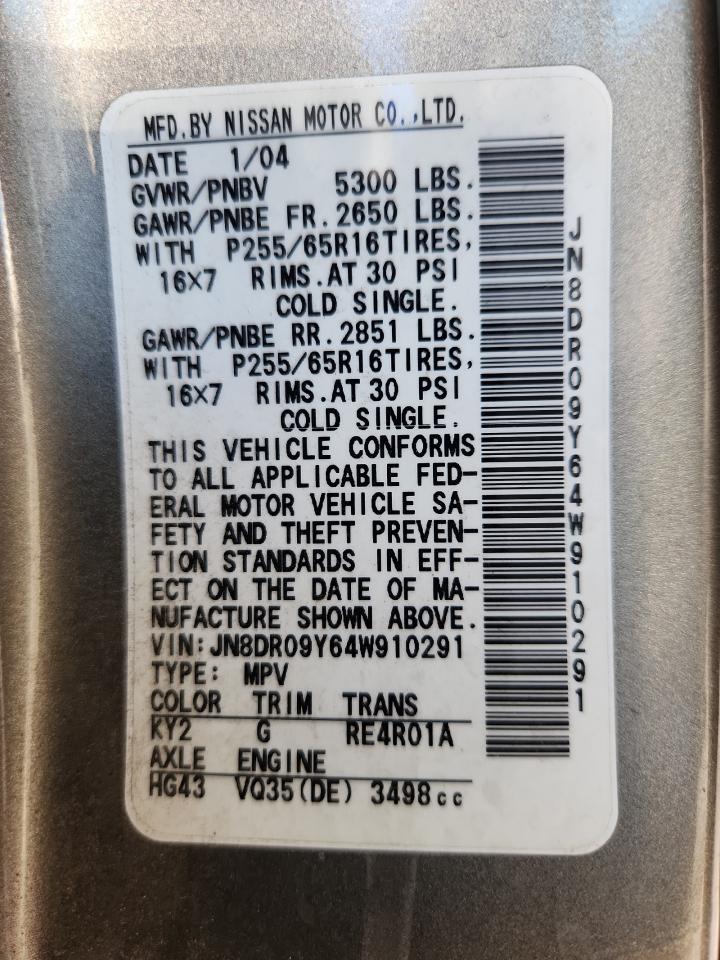 MFD.BY NISSAN MOTOR CO.,LTD.
DATE 1/04
GVWR/PNBV 5300 LBS.
GAWR/PNBE FR.2650 LBS.
WITH P255/65R16TIRES,
16×7 RIMS.AT 30 PSI
COLD SINGLE.
GAWR/PNBE RR.2851 LBS.
WITH P255/65R16TIRES,
16×7 RIMS.AT 30 PSI
COLD SINGLE.
THIS VEHICLE CONFORMS
TO ALL APPLICABLE FED-
ERAL MOTOR VEHICLE SA-
FETY AND THEFT PREVEN-
TION STANDARDS IN EFF-
ECT ON THE DATE OF MA-
NUFACTURE SHOWN ABOVE.
VIN:JN8DR09Y64W910291
TYPE: MPV
COLOR TRIM TRANS
KY2 G RE4R01A
AXLE ENGINE
HG43 VQ35(DE) 3498cc
JN8DR09Y64W910291